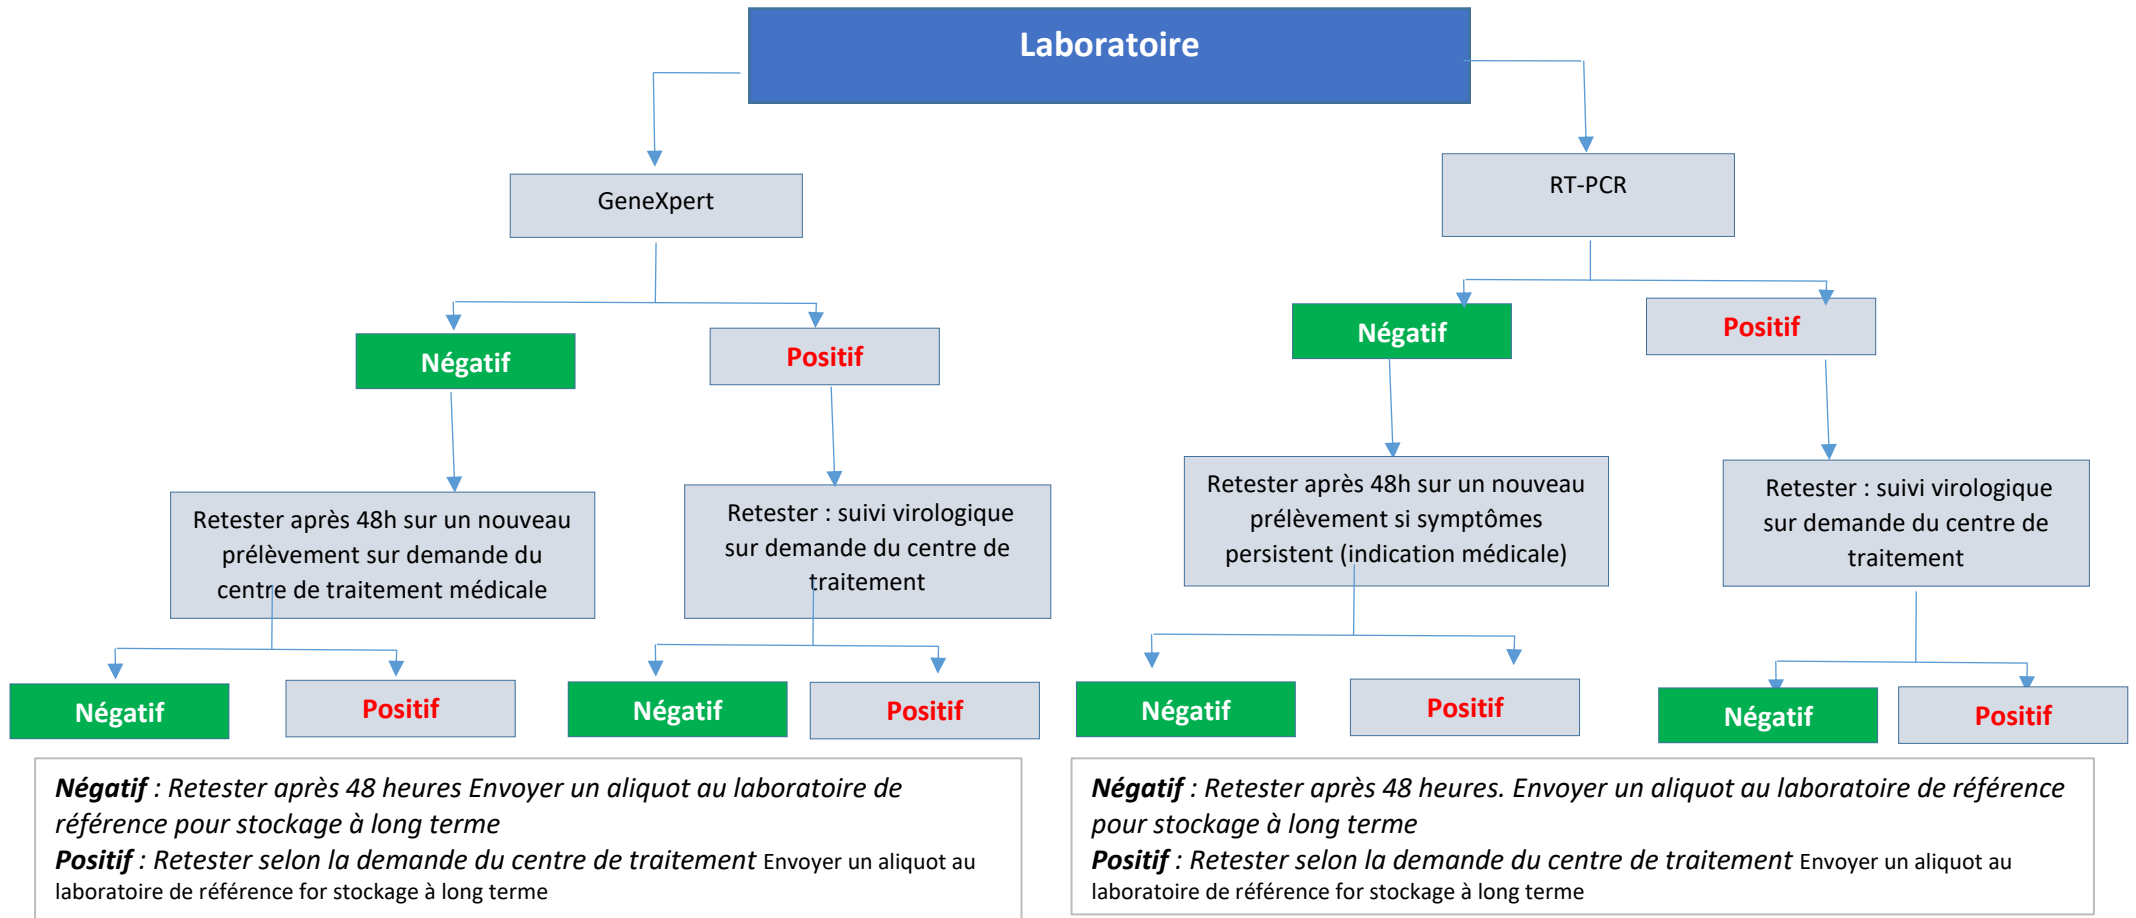 Laboratoire
GeneXpert
RT-PCR
Négatif
Positif
Négatif
Positif
Retester après 48h sur un nouveau
prélèvement sur demande du
centre de traitement médicale
Retester : suivi virologique
sur demande du centre de
traitement
Retester après 48h sur un nouveau
prélèvement si symptômes
persistent (indication médicale)
Retester : suivi virologique
sur demande du centre de
traitement
Négatif
Positif
Négatif
Positif
Négatif
Positif
Négatif
Positif
Négatif : Retester après 48 heures Envoyer un aliquot au laboratoire de
référence pour stockage à long terme
Positif : Retester selon la demande du centre de traitement Envoyer un aliquot au
laboratoire de référence for stockage à long terme
Négatif : Retester après 48 heures. Envoyer un aliquot au laboratoire de référence
pour stockage à long terme
Positif : Retester selon la demande du centre de traitement Envoyer un aliquot au
laboratoire de référence for stockage à long terme